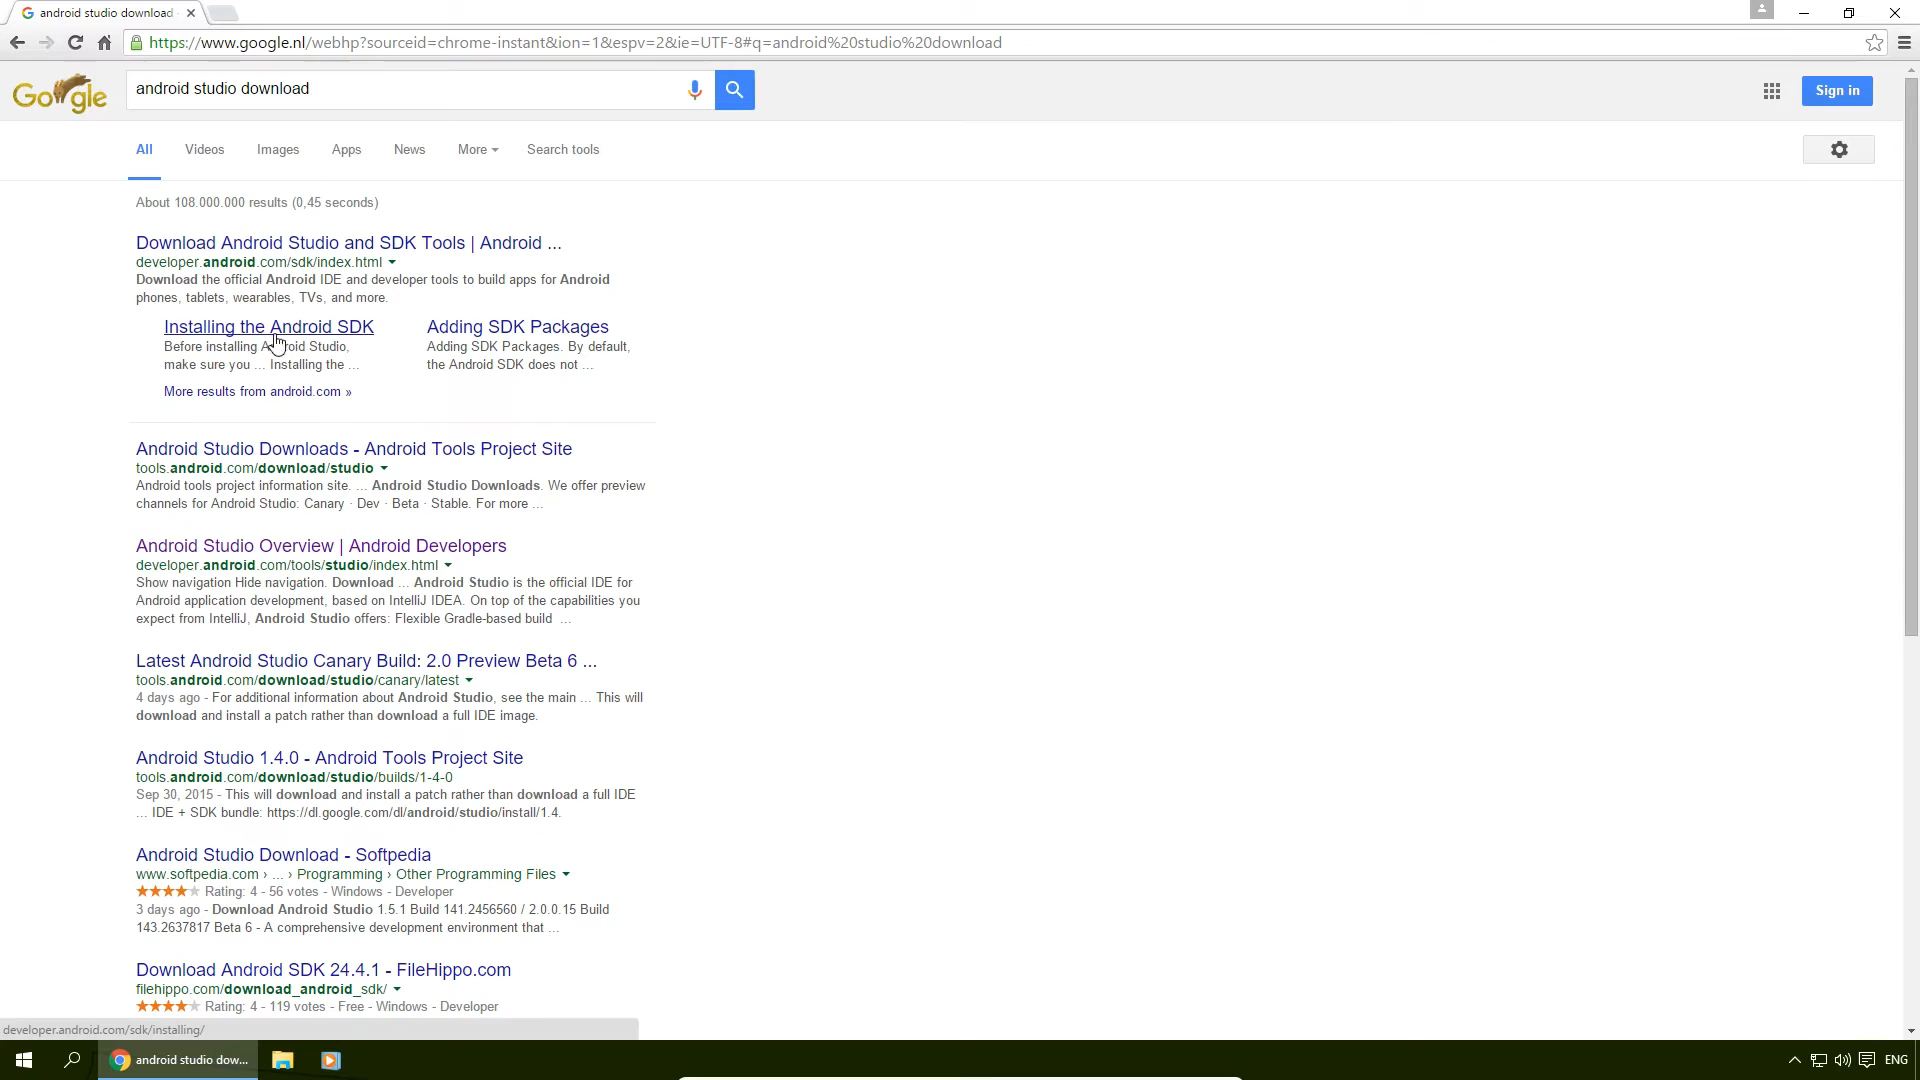 android studio download
https://www.google.nl/webhp?sourceid=chrome-instant&ion=1&espv=2&ie=UTF-8#q=android%20studio%20download
Google
android studio download
Sign in
All Videos Images Apps News More Search tools
About 108.000.000 results (0,45 seconds)
Download Android Studio and SDK Tools | Android ...
developer.android.com/sdk/index.html
Download the official Android IDE and developer tools to build apps for Android
phones, tablets, wearables, TVs, and more.
Installing the Android SDK
Before installing Android Studio,
make sure you ... Installing the ...
Adding SDK Packages
Adding SDK Packages. By default,
the Android SDK does not ...
More results from android.com »
Android Studio Downloads - Android Tools Project Site
tools.android.com/download/studio
Android tools project information site. ... Android Studio Downloads. We offer preview
channels for Android Studio: Canary · Dev · Beta · Stable. For more ...
Android Studio Overview | Android Developers
developer.android.com/tools/studio/index.html
Show navigation Hide navigation. Download ... Android Studio is the official IDE for
Android application development, based on IntelliJ IDEA. On top of the capabilities you
expect from IntelliJ, Android Studio offers: Flexible Gradle-based build ...
Latest Android Studio Canary Build: 2.0 Preview Beta 6 ...
tools.android.com/download/studio/canary/latest
4 days ago - For additional information about Android Studio, see the main ... This will
download and install a patch rather than download a full IDE image.
Android Studio 1.4.0 - Android Tools Project Site
tools.android.com/download/studio/builds/1-4-0
Sep 30, 2015 - This will download and install a patch rather than download a full IDE
... IDE + SDK bundle: https://dl.google.com/dl/android/studio/install/1.4.
Android Studio Download - Softpedia
www.softpedia.com › ... › Programming › Other Programming Files
Rating: 4 - 56 votes - Windows - Developer
3 days ago - Download Android Studio 1.5.1 Build 141.2456560 / 2.0.0.15 Build
143.2637817 Beta 6 - A comprehensive development environment that ...
Download Android SDK 24.4.1 - FileHippo.com
filehippo.com/download_android_sdk/
Rating: 4 - 119 votes - Free - Windows - Developer
developer.android.com/sdk/installing/
android studio dow...
ENG